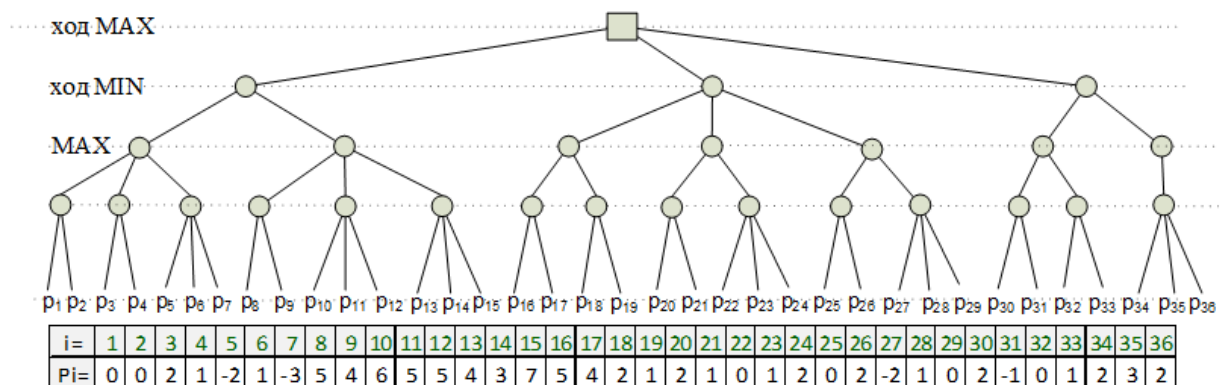 ход MAX
ход MIN
MAX
p₁ p₂ p₃ p₄ p₅ p₆ p₇ p₈ p₉ p₁₀ p₁₁ p₁₂ p₁₃ p₁₄ p₁₅ p₁₆ p₁₇ p₁₈ p₁₉ p₂₀ p₂₁ p₂₂ p₂₃ p₂₄ p₂₅ p₂₆ p₂₇ p₂₈ p₂₉ p₃₀ p₃₁ p₃₂ p₃₃ p₃₄ p₃₅ p₃₆
i= 1 2 3 4 5 6 7 8 9 10 11 12 13 14 15 16 17 18 19 20 21 22 23 24 25 26 27 28 29 30 31 32 33 34 35 36
Pi= 0 0 2 1 -2 1 -3 5 4 6 5 5 4 3 7 5 4 2 1 2 1 0 1 2 0 2 -2 1 0 2 -1 0 1 2 3 2